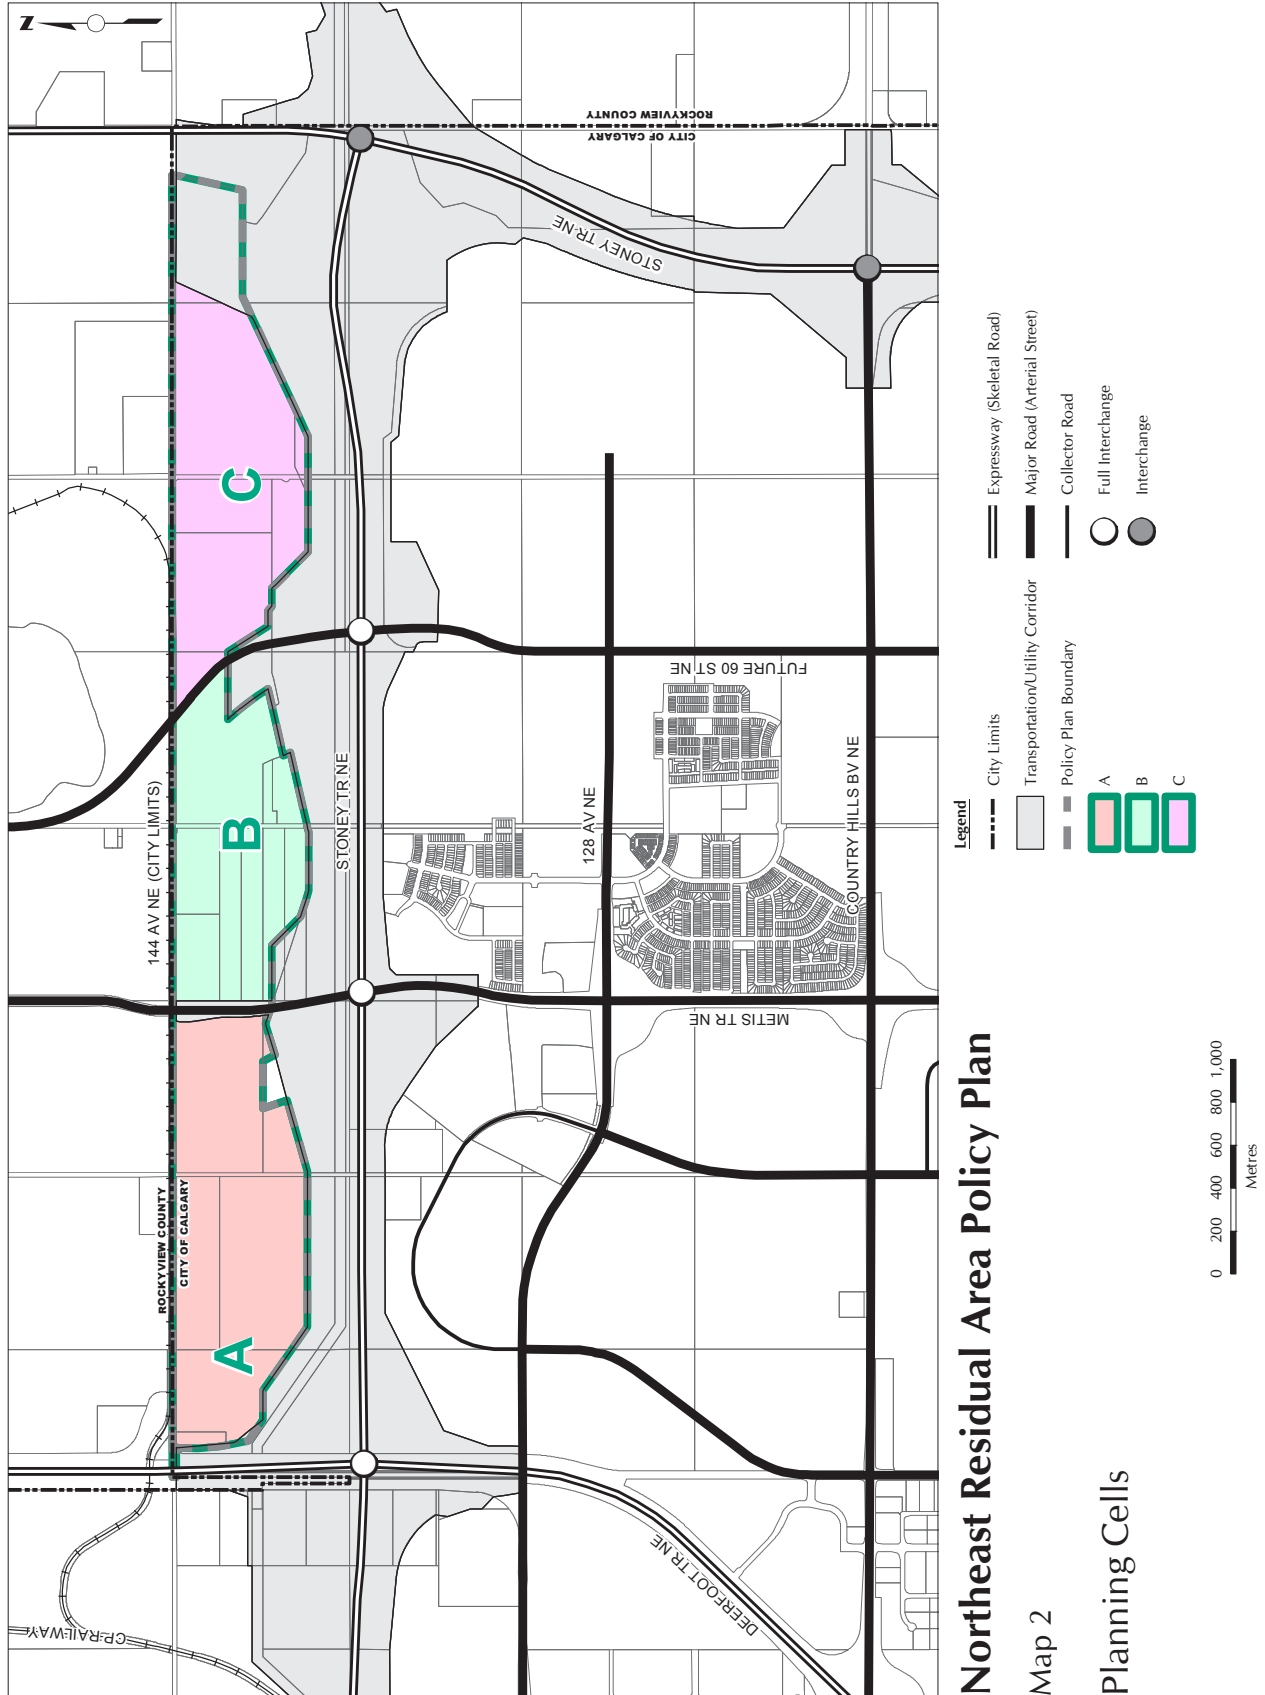 N
ROCKYVIEW COUNTY
CITY OF CALGARY
144 AV NE (CITY LIMITS)
ROCKYVIEW COUNTY
CITY OF CALGARY
A
B
C
STONEY TR NE
STONEY TR NE
128 AV NE
FUTURE 60 ST NE
METIS TR NE
COUNTRY HILLS BV NE
DEERFOOT TR NE
CP RAILWAY
Northeast Residual Area Policy Plan
Map 2
Planning Cells
Legend
City Limits
Transportation/Utility Corridor
Policy Plan Boundary
A
B
C
Expressway (Skeletal Road)
Major Road (Arterial Street)
Collector Road
Full Interchange
Interchange
0 200 400 600 800 1,000
Metres